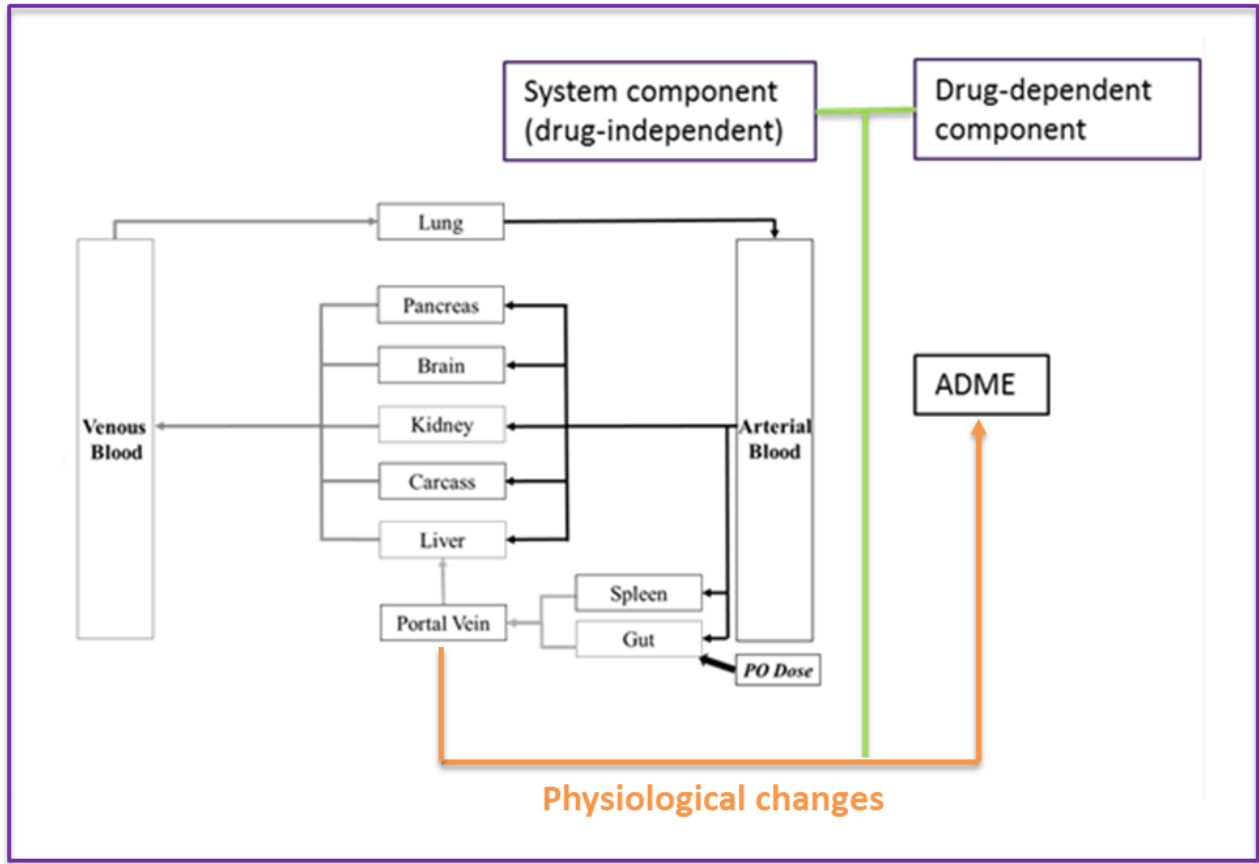 System component
(drug-independent)
Drug-dependent
component
Lung
Pancreas
Brain
Kidney
Carcass
Liver
Portal Vein
Spleen
Gut
Venous
Blood
Arterial
Blood
PO Dose
ADME
Physiological changes